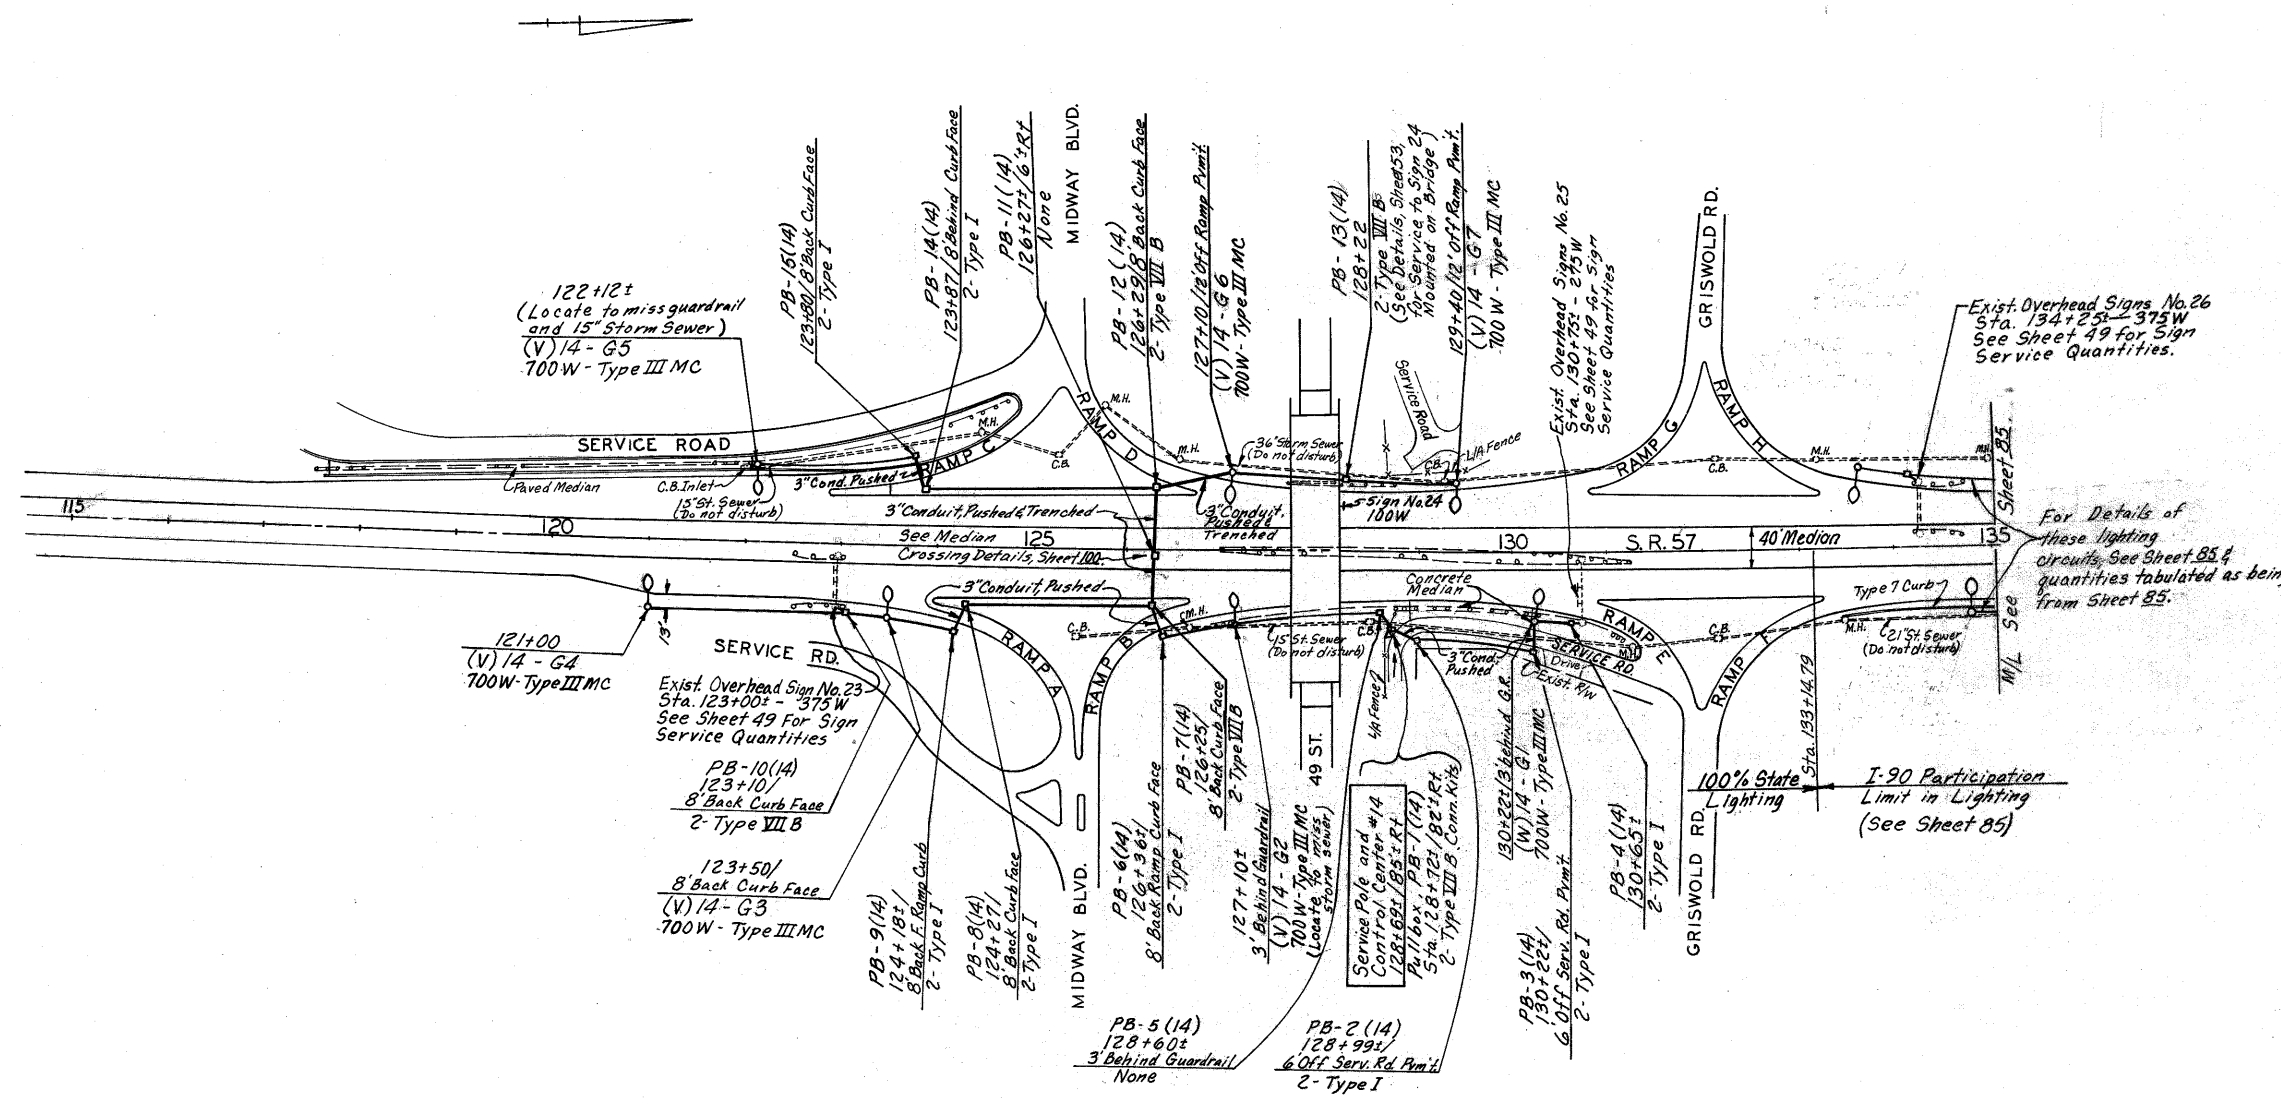 122+12±
(Locate to miss guardrail
and 15" Storm Sewer)
(V) 14 - G5
700W - Type III MC
PB-15(14)
123+80/8' Back Curb Face
2- Type I
PB-14(14)
123+87/8' Behind Curb Face
2- Type I
PB-11(14)
126+27±/6'± Rt
None
MIDWAY BLVD.
PB-12(14)
126+29/8' Back Curb Face
2- Type VII B
127+10/12' Off Ramp Pvm't.
(V) 14 - G6
700W - Type III MC
PB-13(14)
128+22
2-Type VII B
(See Details, Sheet 53,
for Service to Sign 24
Mounted on Bridge)
129+40/12' Off Ramp Pvm't.
(V) 14 - G7
700 W - Type III MC
Exist. Overhead Signs No. 25
Sta. 130+75± - 275 W
See Sheet 49 for Sign
Service Quantities
GRISWOLD RD.
Exist. Overhead Signs No. 26
Sta. 134+25± - 375W
See Sheet 49 for Sign
Service Quantities.
SERVICE ROAD
M.H.
RAMP C
RAMP D
M.H.
C.B.
M.H.
36" Storm Sewer
(Do not disturb)
Service Road
L/A Fence
C.B.
RAMP G
RAMP H
C.B.
M.H.
M/L See Sheet 85
Paved Median
C.B. Inlet
15" St. Sewer
(Do not disturb)
3" Cond. Pushed
3" Conduit, Pushed & Trenched
3" Conduit,
Pushed &
Trenched
Sign No. 24
100W
115
120
See Median
125
Crossing Details, Sheet 100
130
S.R. 57
40' Median
135
For Details of
these lighting
circuits, See Sheet 85 &
quantities tabulated as bein
from Sheet 85.
3" Conduit, Pushed
Concrete
Median
Type 7 Curb
13'
121+00
(V) 14 - G4
700W - Type III MC
SERVICE RD.
RAMP A
RAMP B
C.B.
M.H.
15" St. Sewer
(Do not disturb)
C.B.
3" Cond.
Pushed
SERVICE RD.
Drive
Exist. R/W
M.H.
RAMP E
C.B.
RAMP F
M.H.
21" St. Sewer
(Do not disturb)
Exist. Overhead Sign No. 23
Sta. 123+00± - 375W
See Sheet 49 For Sign
Service Quantities
PB-10(14)
123+10/
8' Back Curb Face
2- Type VII B
123+50/
8' Back Curb Face
(V) 14 - G3
700W - Type III MC
PB-9(14)
124+18±/
8' Back F. Ramp Curb
2- Type I
PB-8(14)
124+27/
8' Back Curb Face
2-Type I
MIDWAY BLVD.
PB-6(14)
126+36±/
8' Back Ramp Curb Face
2-Type I
PB-7(14)
126+25/
8' Back Curb Face
2-Type VII B
127+10±
3' Behind Guardrail
(V) 14 - G2
700W-Type III MC
(Locate to miss
storm sewer)
49 ST.
L/A Fence
Service Pole and
Control Center #14
128+69±/85'± Rt
Pullbox PB-1(14)
Sta. 128+72±/82'± Rt
2-Type VII B Conn. Kits
130+22±/3' behind G.R.
(W) 14 - G1
700W-Type III MC
PB-3(14)
130+22±/
6' Off Serv. Rd. Pvm't.
2- Type I
PB-4(14)
130+65±
2- Type I
GRISWOLD RD.
Sta. 133+14.79
100% State
Lighting
I-90 Participation
Limit in Lighting
(See Sheet 85)
PB-5(14)
128+60±
3' Behind Guardrail
None
PB-2(14)
128+99±/
6' Off Serv. Rd. Pvm't.
2-Type I